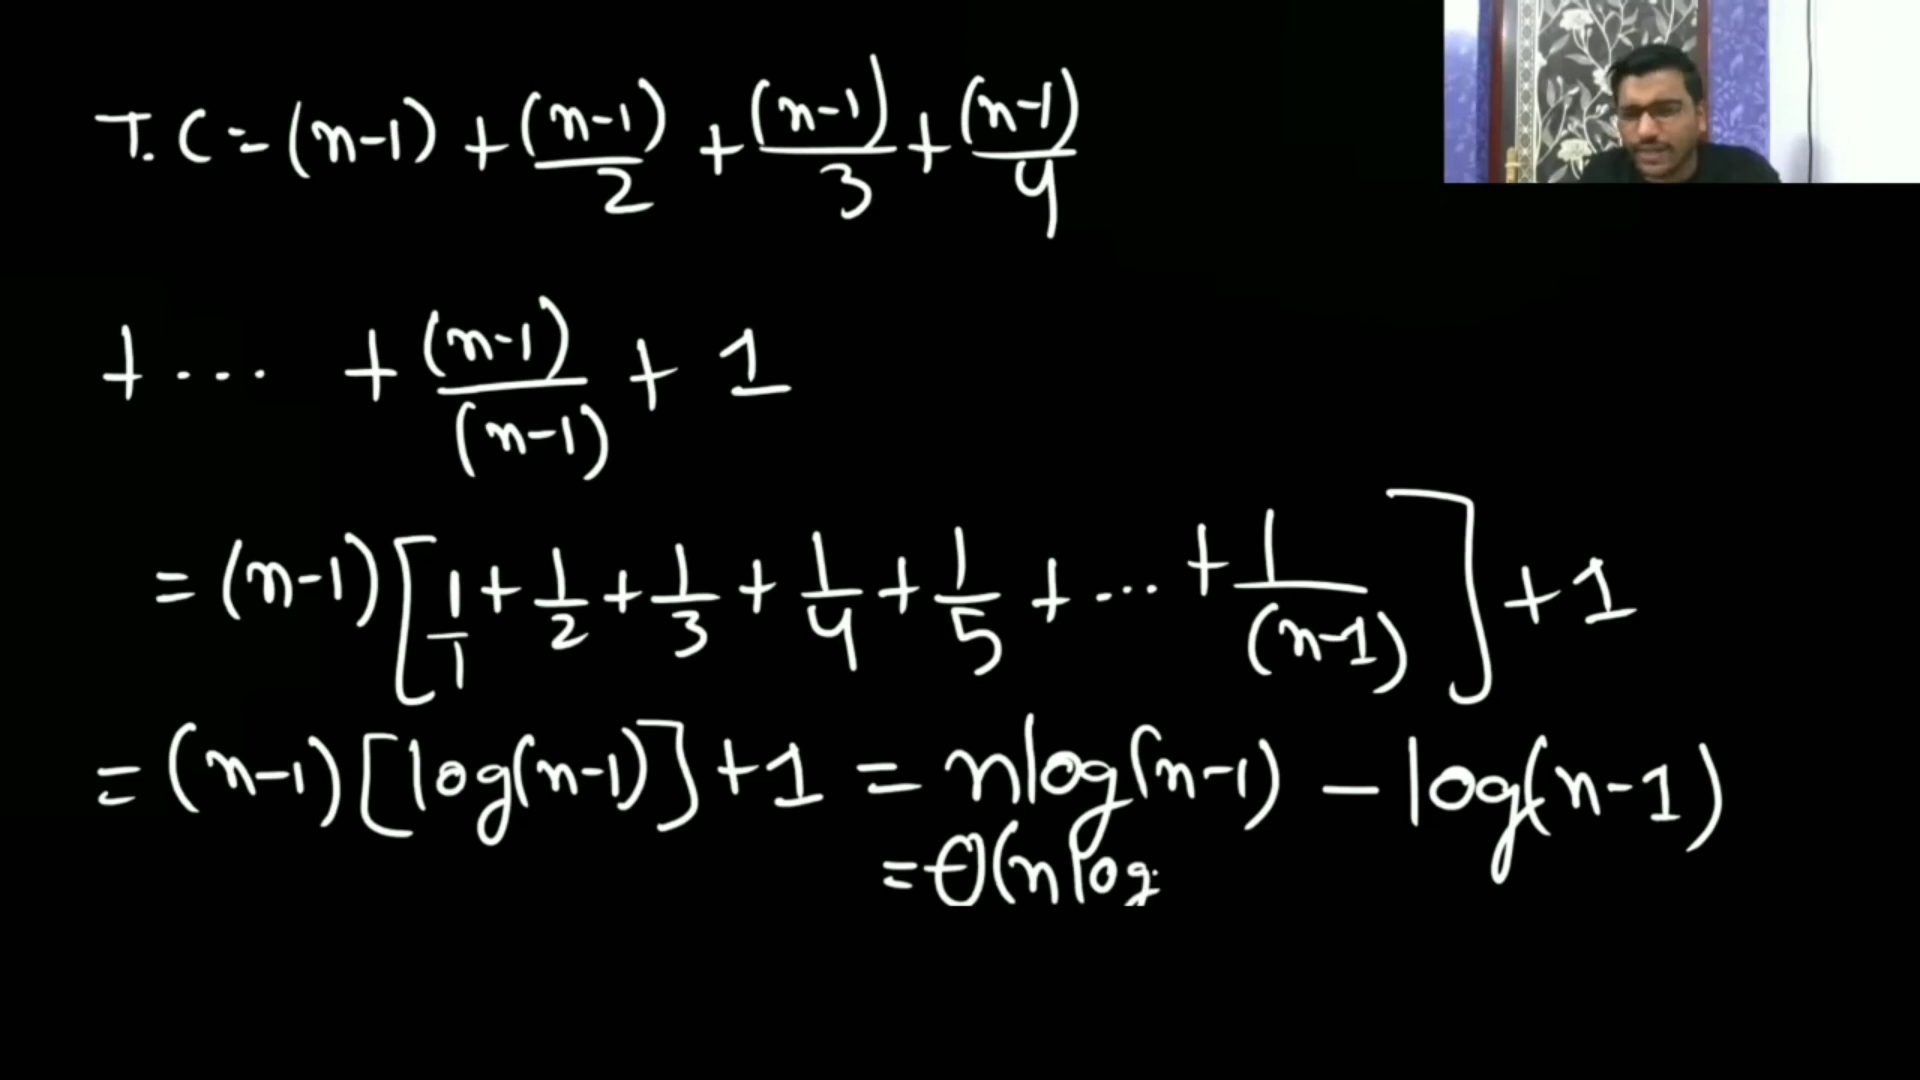 T.C = (n-1) + (n-1)/2 + (n-1)/3 + (n-1)/4
+ ... + (n-1)/(n-1) + 1
= (n-1) [1/1 + 1/2 + 1/3 + 1/4 + 1/5 + ... + 1/(n-1)] + 1
= (n-1) [log(n-1)] + 1 = nlog(n-1) - log(n-1)
= θ(n log